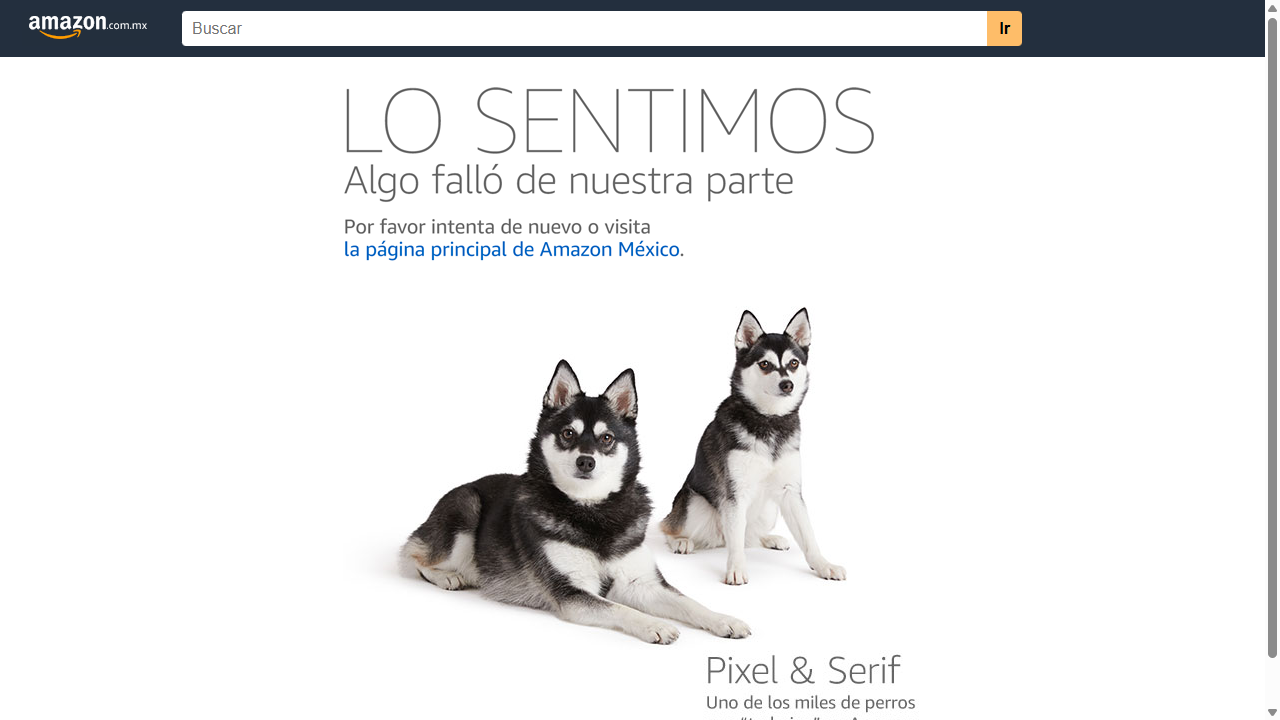 amazon.com.mx
Buscar
Ir
LO SENTIMOS
Algo falló de nuestra parte
Por favor intenta de nuevo o visita
la página principal de Amazon México.
Pixel & Serif
Uno de los miles de perros